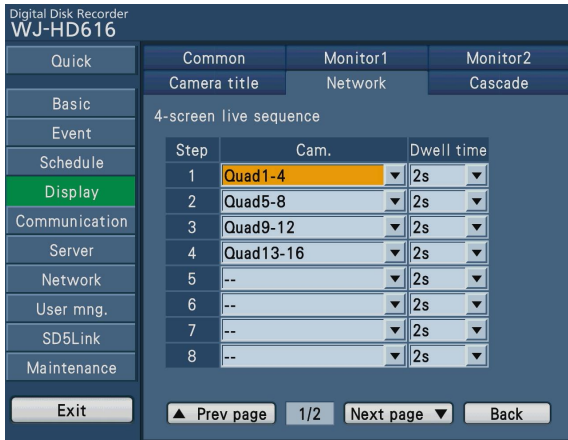 Digital Disk Recorder
WJ-HD616
Quick
Basic
Event
Schedule
Display
Communication
Server
Network
User mng.
SD5Link
Maintenance
Exit
Common Monitor1 Monitor2
Camera title Network Cascade
4-screen live sequence
Step Cam. Dwell time
1 Quad1-4 2s
2 Quad5-8 2s
3 Quad9-12 2s
4 Quad13-16 2s
5 -- 2s
6 -- 2s
7 -- 2s
8 -- 2s
▲ Prev page 1/2 Next page ▼ Back